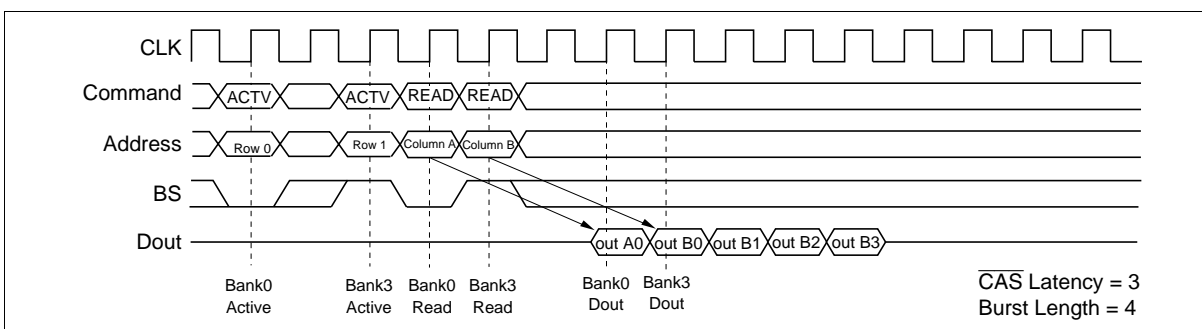 CLK
Command ACTV ACTV READ READ
Address Row 0 Row 1 Column A Column B
BS
Dout out A0 out B0 out B1 out B2 out B3
Bank0 Bank3 Bank0 Bank3 Bank0 Bank3
Active Active Read Read Dout Dout
CAS Latency = 3
Burst Length = 4